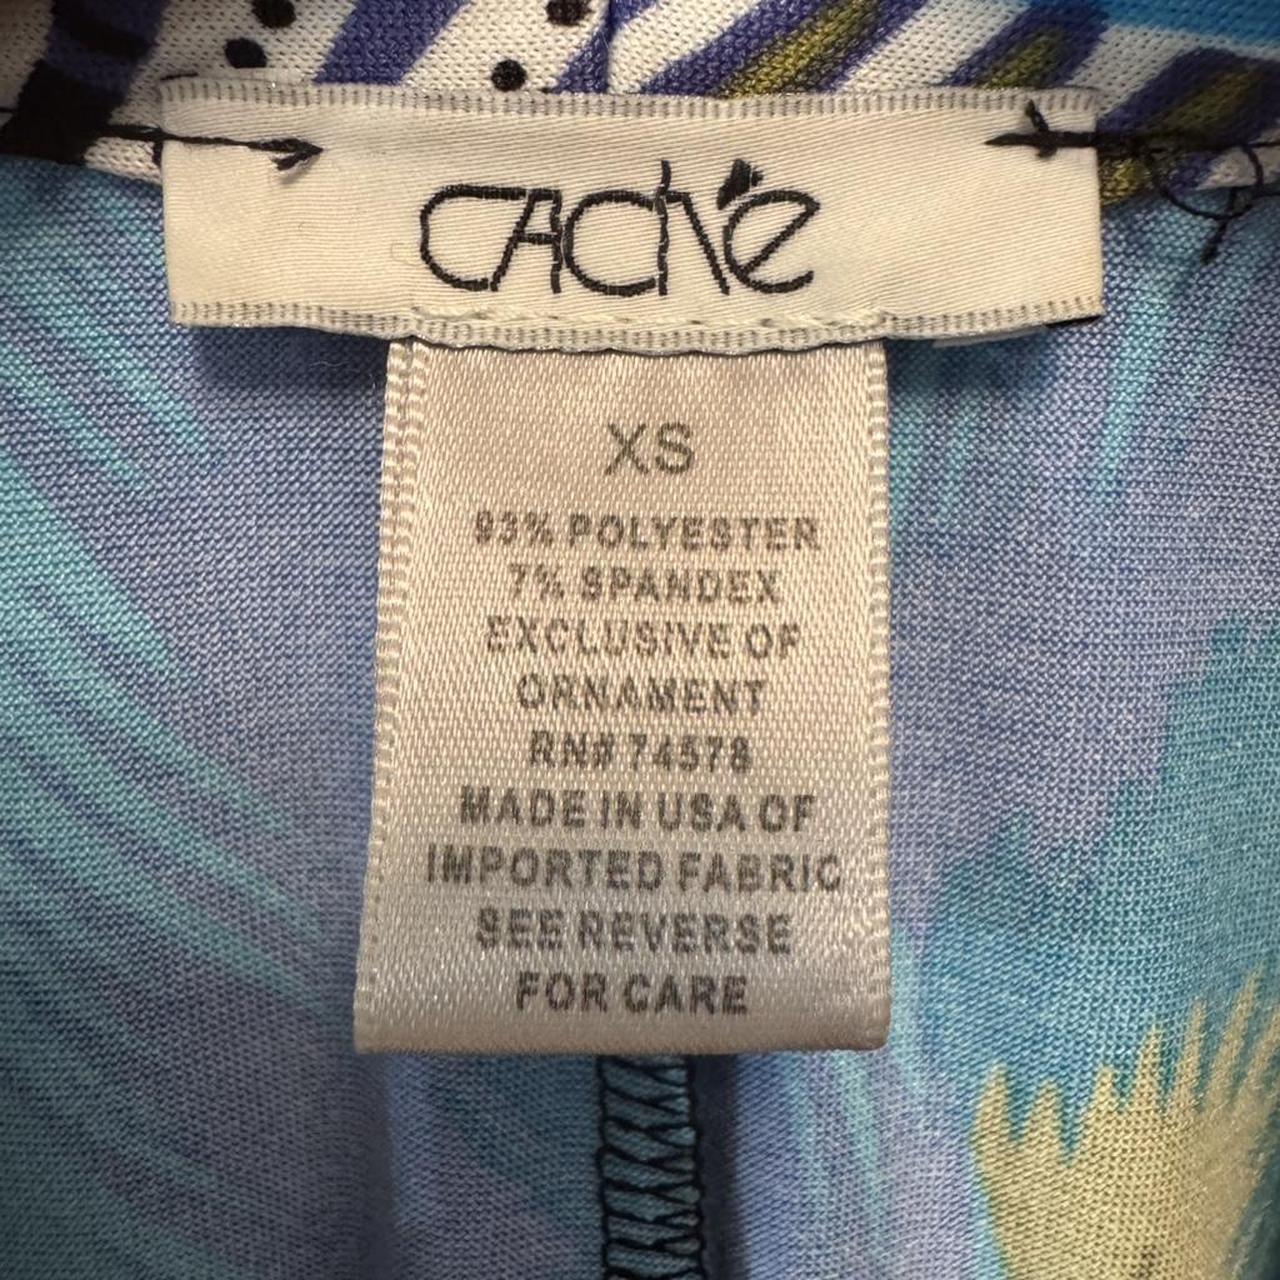 CACHÉ
XS
93% POLYESTER
7% SPANDEX
EXCLUSIVE OF
ORNAMENT
RN# 74578
MADE IN USA OF
IMPORTED FABRIC
SEE REVERSE
FOR CARE